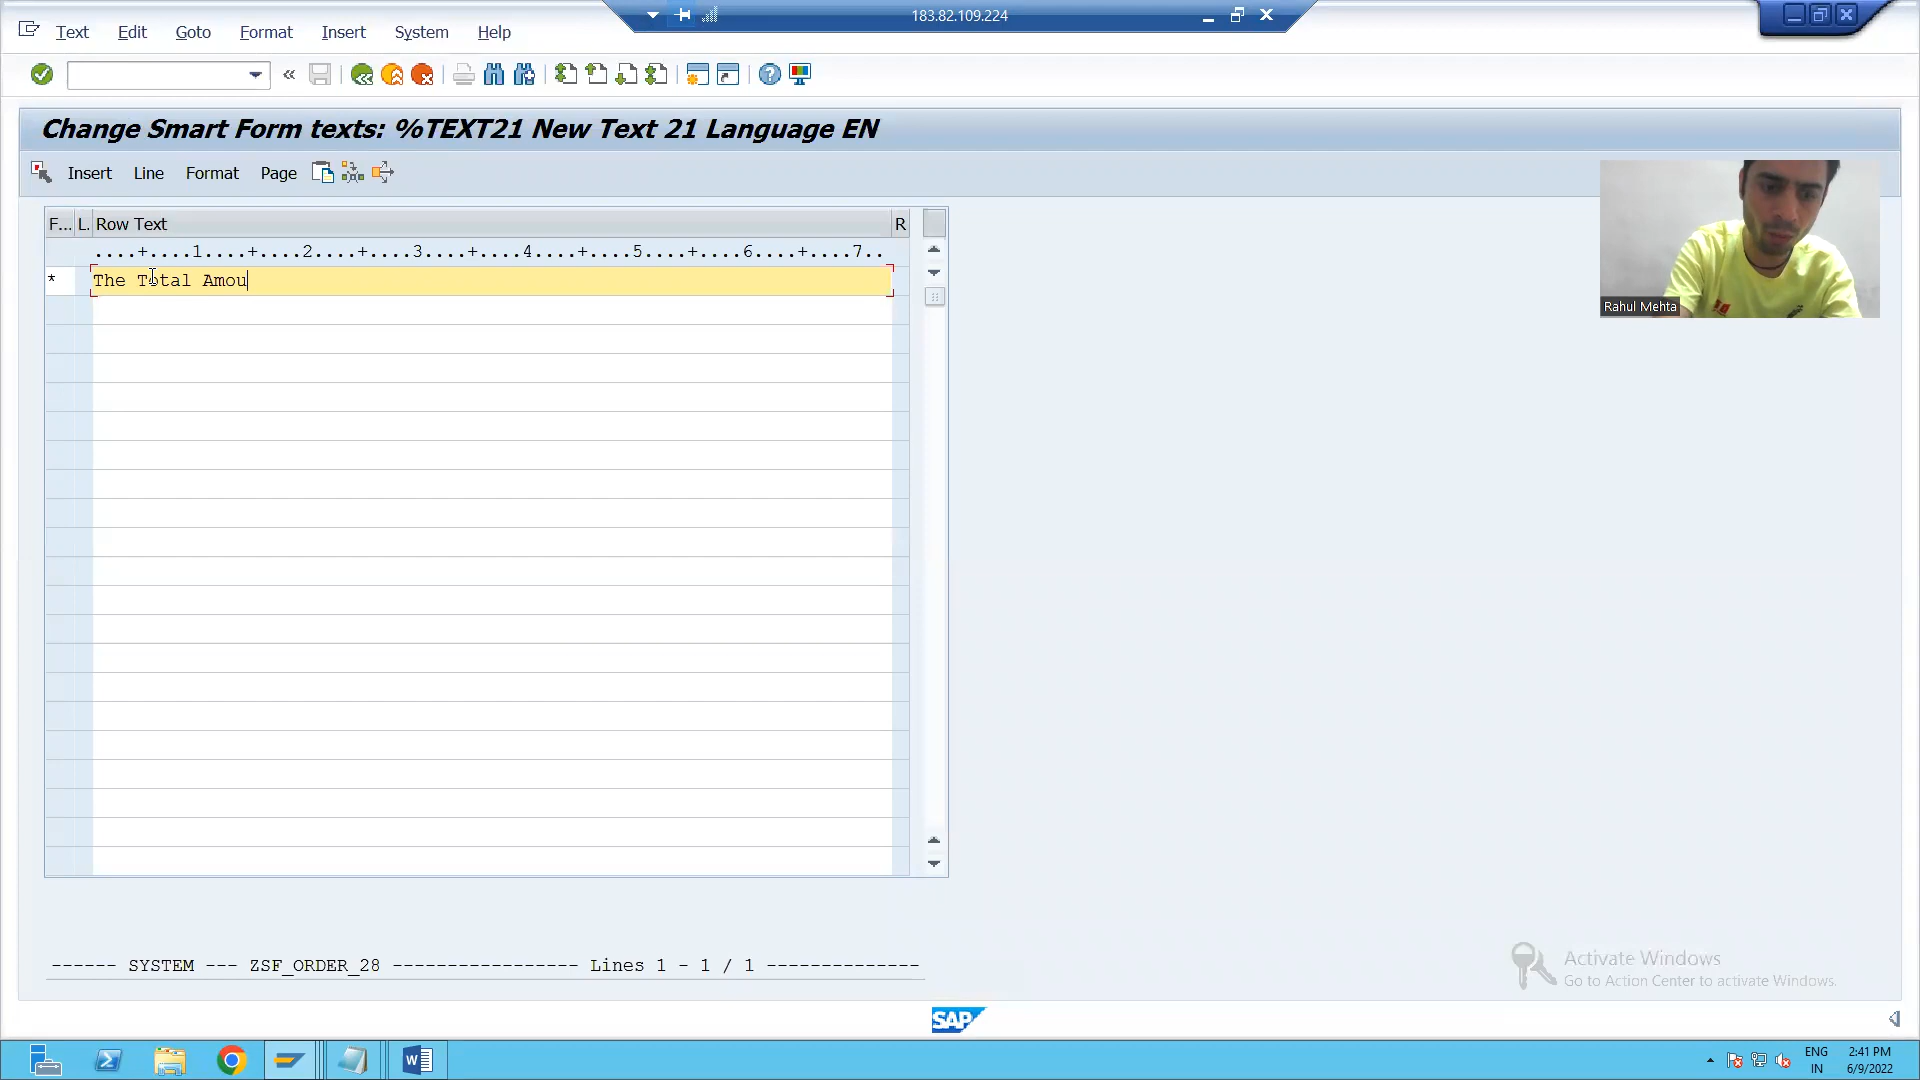 183.82.109.224
Text Edit Goto Format Insert System Help
Change Smart Form texts: %TEXT21 New Text 21 Language EN
Insert Line Format Page
F... L. Row Text R
....+....1....+....2....+....3....+....4....+....5....+....6....+....7..
* The Total Amou
Rahul Mehta
Activate Windows
Go to Action Center to activate Windows.
------ SYSTEM --- ZSF_ORDER_28 ----------------- Lines 1 - 1 / 1 --------------
SAP
ENG 2:41 PM
IN 6/9/2022